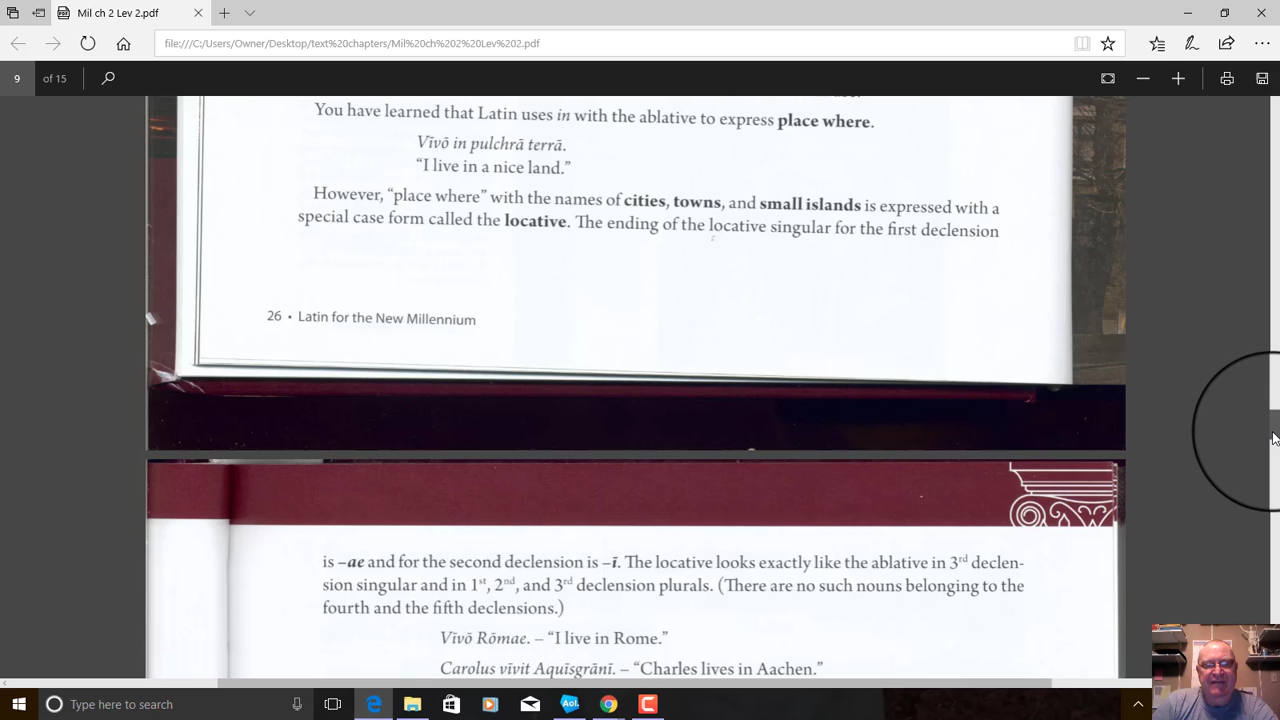 Mil ch 2 Lev 2.pdf
file:///C:/Users/Owner/Desktop/text%20chapters/Mil%20ch%202%20Lev%202.pdf
9 of 15
You have learned that Latin uses in with the ablative to express place where.
Vīvō in pulchrā terrā.
“I live in a nice land.”
However, “place where” with the names of cities, towns, and small islands is expressed with a
special case form called the locative. The ending of the locative singular for the first declension
26 • Latin for the New Millennium
is –ae and for the second declension is –ī. The locative looks exactly like the ablative in 3rd declen-
sion singular and in 1st, 2nd, and 3rd declension plurals. (There are no such nouns belonging to the
fourth and the fifth declensions.)
Vīvō Rōmae. – “I live in Rome.”
Carolus vīvit Aquīsgrānī. – “Charles lives in Aachen.”
Type here to search
Aol.